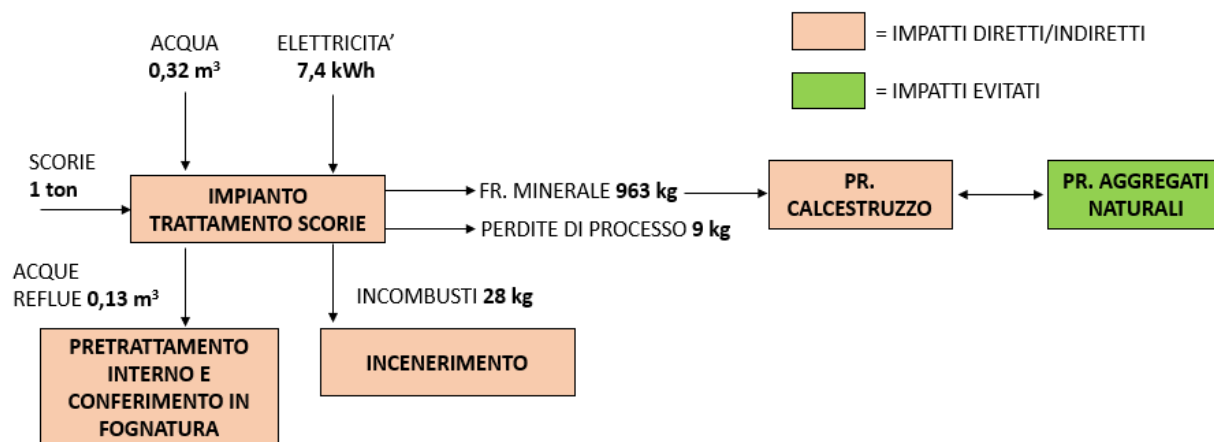 ACQUA
0,32 m³
ELETTRICITA’
7,4 kWh
= IMPATTI DIRETTI/INDIRETTI
= IMPATTI EVITATI
SCORIE
1 ton
IMPIANTO
TRATTAMENTO SCORIE
FR. MINERALE 963 kg
PERDITE DI PROCESSO 9 kg
PR.
CALCESTRUZZO
PR. AGGREGATI
NATURALI
ACQUE
REFLUE 0,13 m³
INCOMBUSTI 28 kg
PRETRATTAMENTO
INTERNO E
CONFERIMENTO IN
FOGNATURA
INCENERIMENTO